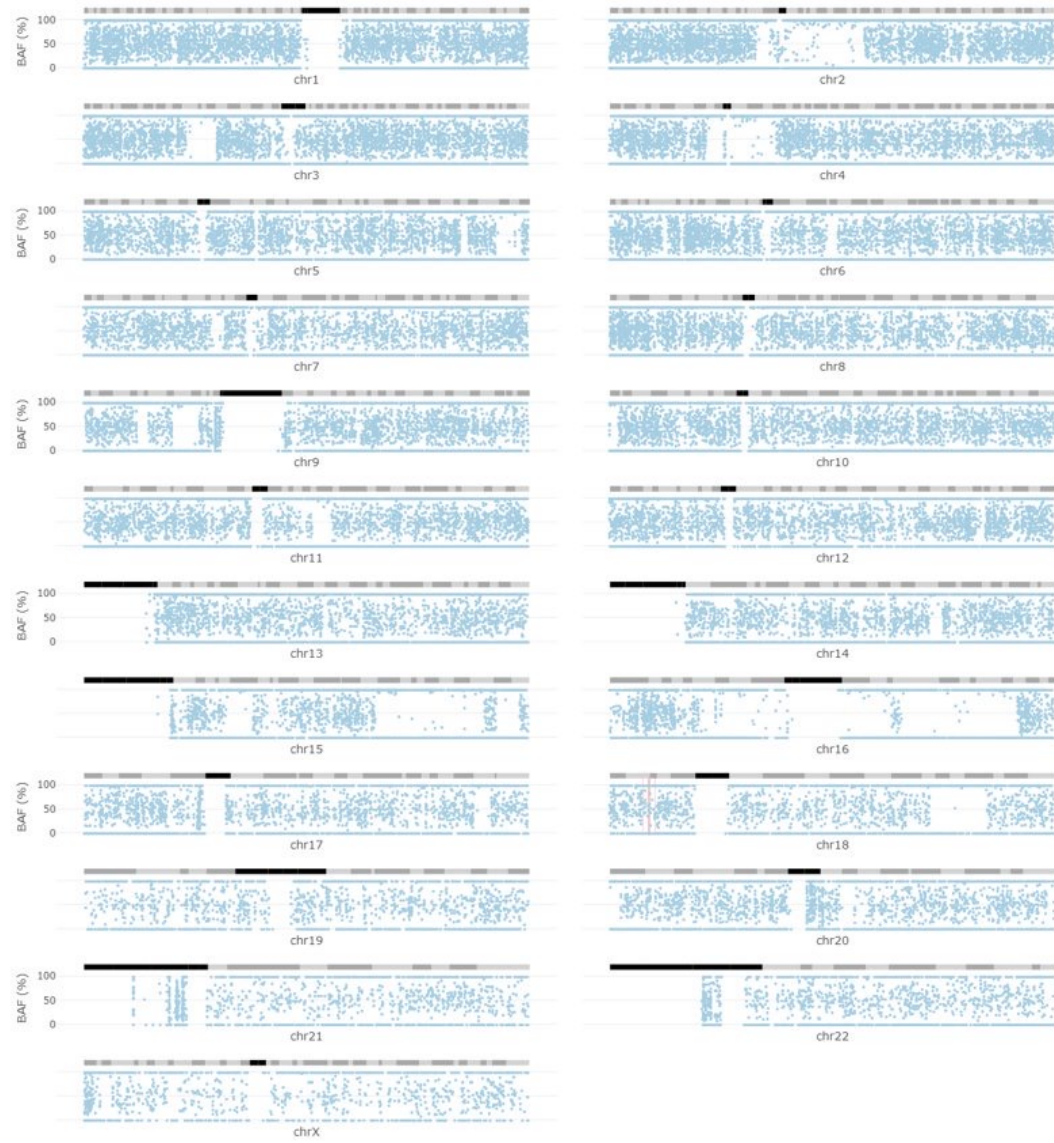 BAF (%)
100
50
0
chr1
chr2
chr3
chr4
BAF (%)
100
50
0
chr5
chr6
chr7
chr8
BAF (%)
100
50
0
chr9
chr10
chr11
chr12
BAF (%)
100
50
0
chr13
chr14
chr15
chr16
BAF (%)
100
50
0
chr17
chr18
chr19
chr20
BAF (%)
100
50
0
chr21
chr22
chrX